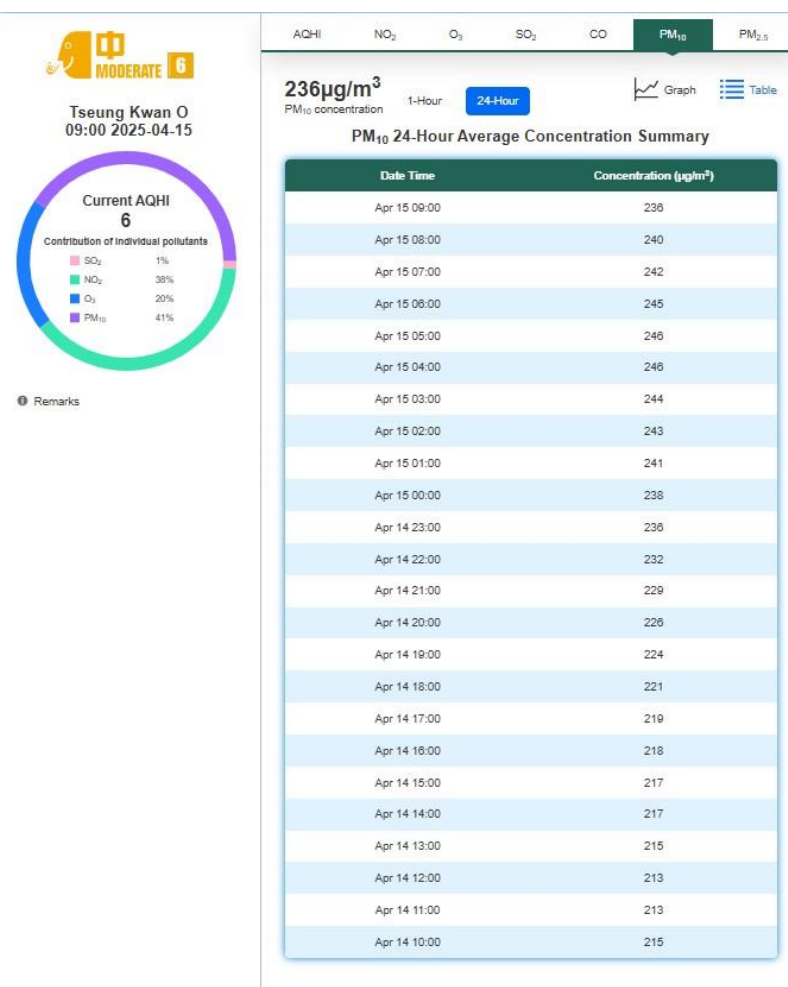 中
MODERATE 6
Tseung Kwan O
09:00 2025-04-15
Current AQHI
6
Contribution of individual pollutants
SO₂ 1%
NO₂ 38%
O₃ 20%
PM₁₀ 41%
Remarks
AQHI NO₂ O₃ SO₂ CO PM₁₀ PM₂.₅
236μg/m³
PM₁₀ concentration
1-Hour 24-Hour Graph Table
PM₁₀ 24-Hour Average Concentration Summary
Date Time Concentration (μg/m³)
Apr 15 09:00 236
Apr 15 08:00 240
Apr 15 07:00 242
Apr 15 06:00 245
Apr 15 05:00 246
Apr 15 04:00 246
Apr 15 03:00 244
Apr 15 02:00 243
Apr 15 01:00 241
Apr 15 00:00 238
Apr 14 23:00 236
Apr 14 22:00 232
Apr 14 21:00 229
Apr 14 20:00 226
Apr 14 19:00 224
Apr 14 18:00 221
Apr 14 17:00 219
Apr 14 16:00 218
Apr 14 15:00 217
Apr 14 14:00 217
Apr 14 13:00 215
Apr 14 12:00 213
Apr 14 11:00 213
Apr 14 10:00 215